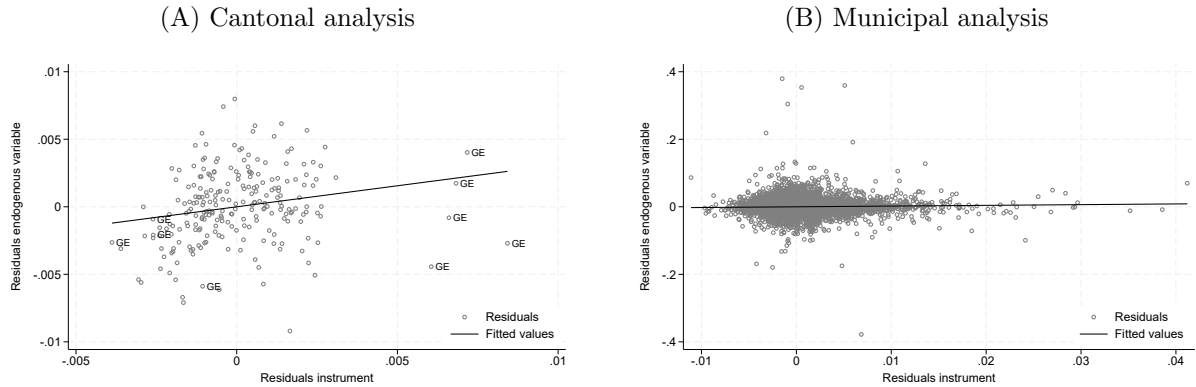 (A) Cantonal analysis
Residuals endogenous variable
.01
.005
0
-.005
-.01
GE
GE
GE
GE
GE
GE
GE
GE
GE
Residuals
Fitted values
-.005
0
.005
.01
Residuals instrument
(B) Municipal analysis
Residuals endogenous variable
.4
.2
0
-.2
-.4
Residuals
Fitted values
-.01
0
.01
.02
.03
.04
Residuals instrument